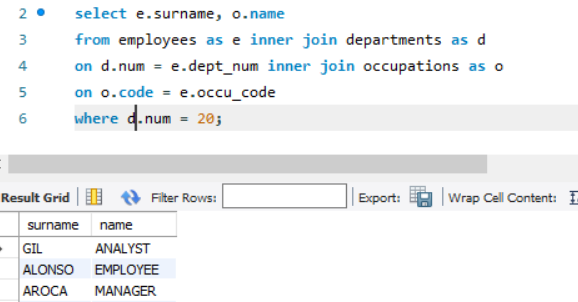 2 select e.surname, o.name
3 from employees as e inner join departments as d
4 on d.num = e.dept_num inner join occupations as o
5 on o.code = e.occu_code
6 where d.num = 20;
Result Grid Filter Rows: Export: Wrap Cell Content:
surname name
GIL ANALYST
ALONSO EMPLOYEE
AROCA MANAGER